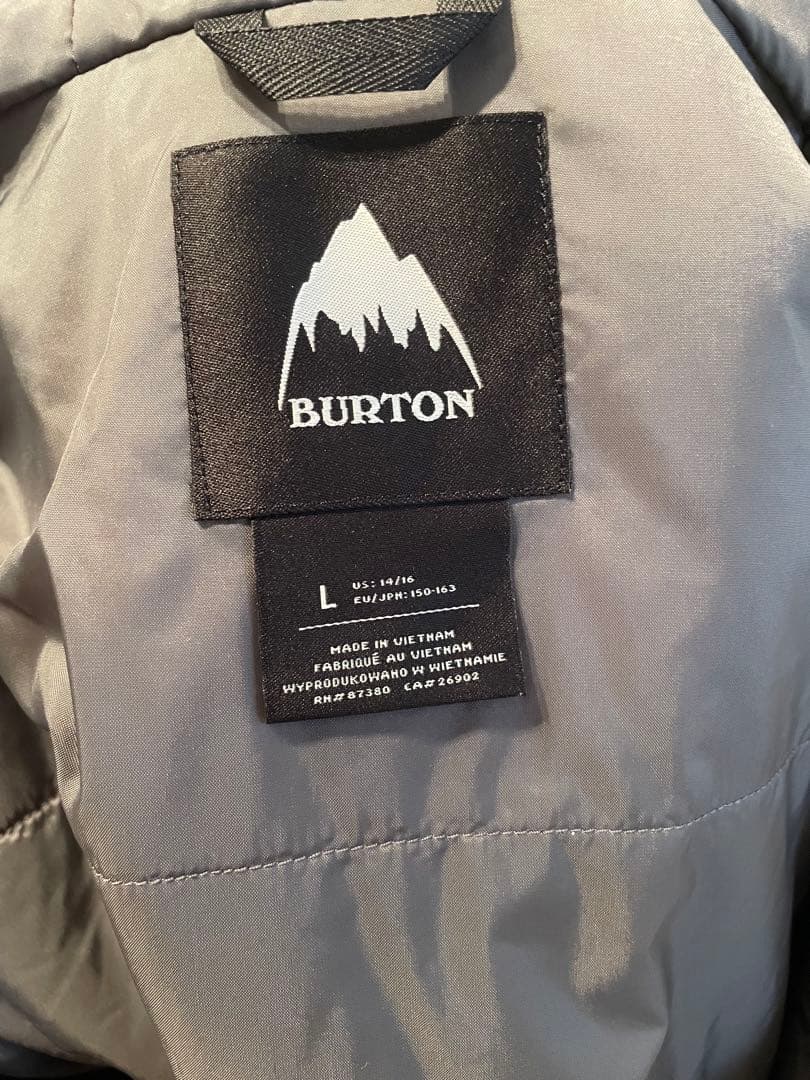 BURTON
L
US: 14/16
EU/JPN: 150-163
MADE IN VIETNAM
FABRIQUÉ AU VIETNAM
WYPRODUKOWANO W WIETNAMIE
RN# 87380 CA# 26902